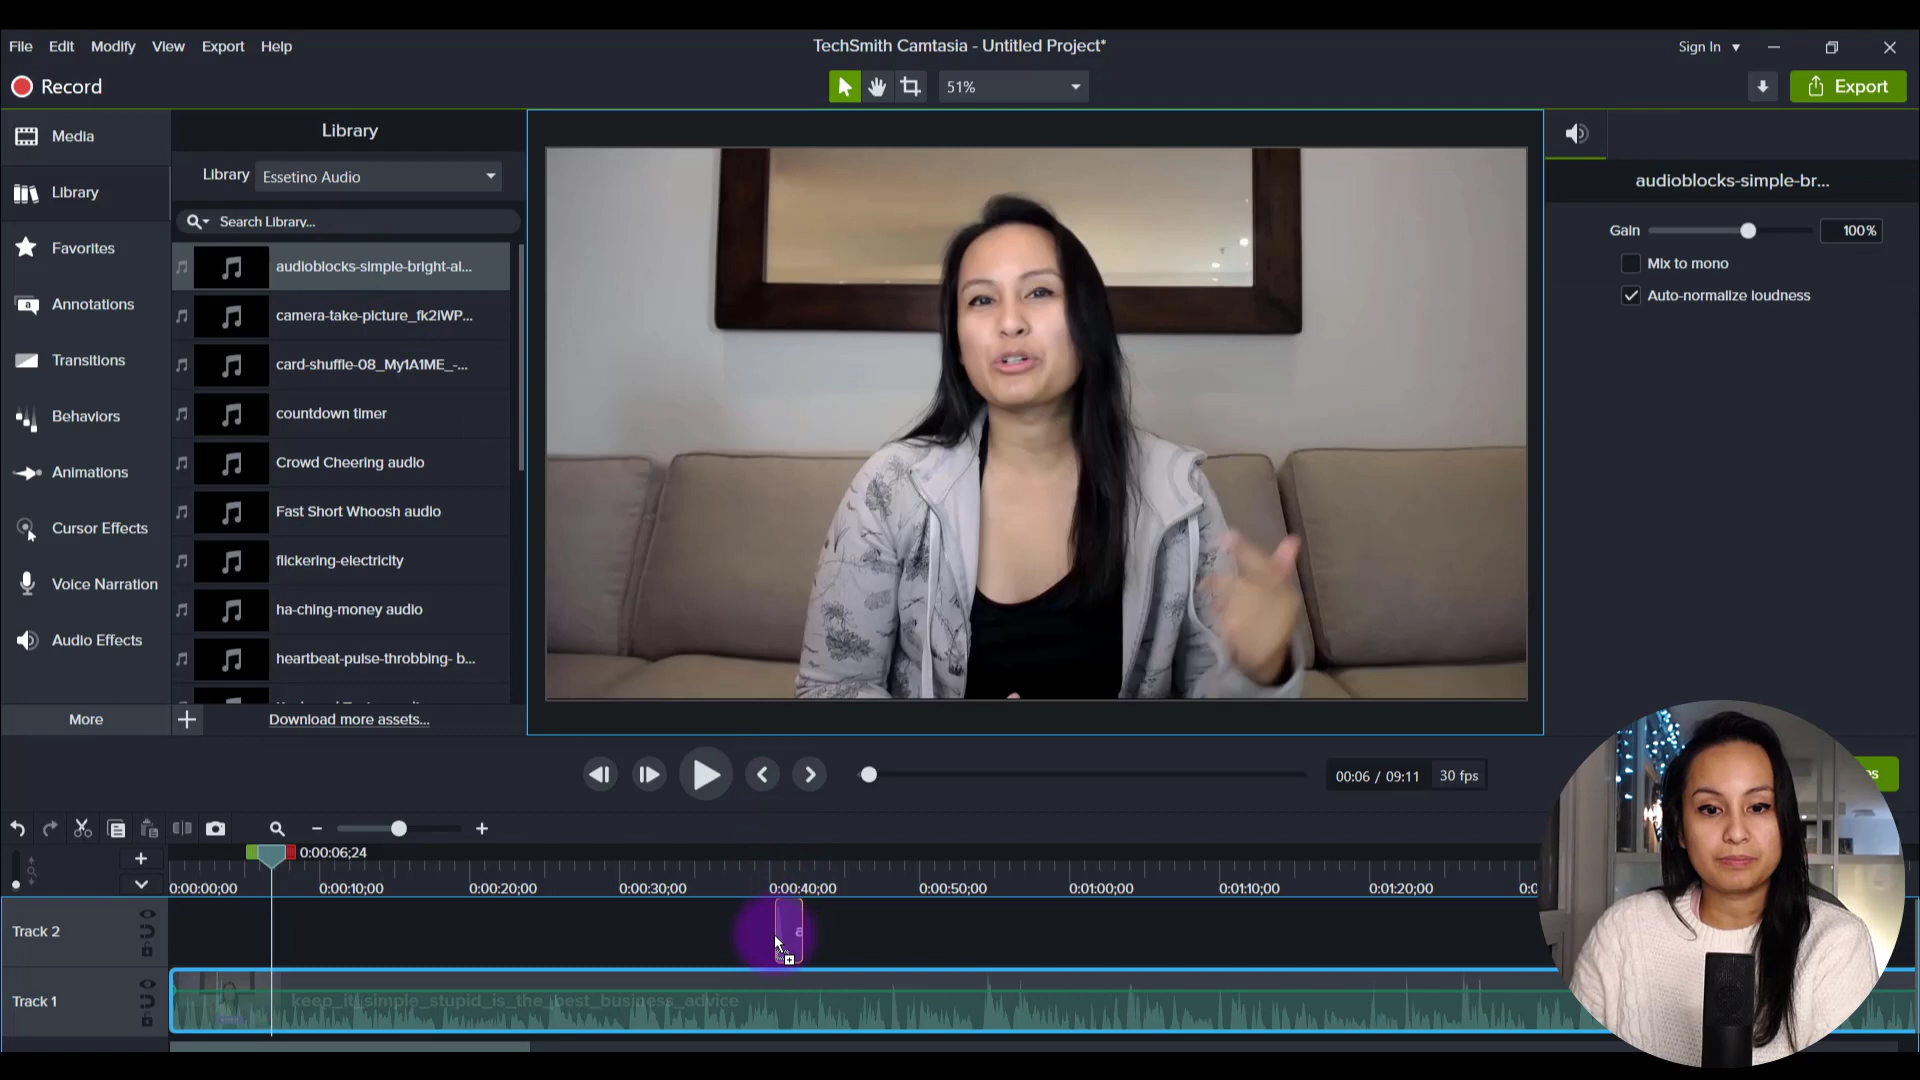 File Edit Modify View Export Help
TechSmith Camtasia - Untitled Project*
Sign In
Record
51%
Export
Media
Library
Favorites
Annotations
Transitions
Behaviors
Animations
Cursor Effects
Voice Narration
Audio Effects
More
Library
Library Essetino Audio
Search Library...
audioblocks-simple-bright-al...
camera-take-picture_fk2lWP...
card-shuffle-08_My1A1ME_-...
countdown timer
Crowd Cheering audio
Fast Short Whoosh audio
flickering-electricity
ha-ching-money audio
heartbeat-pulse-throbbing- b...
Download more assets...
audioblocks-simple-br...
Gain 100%
Mix to mono
Auto-normalize loudness
00:06 / 09:11 30 fps
0:00:06;24
0:00:00;00 0:00:10;00 0:00:20;00 0:00:30;00 0:00:40;00 0:00:50;00 0:01:00;00 0:01:10;00 0:01:20;00
Track 2
Track 1
keep_it_simple_stupid_is_the_best_business_advice